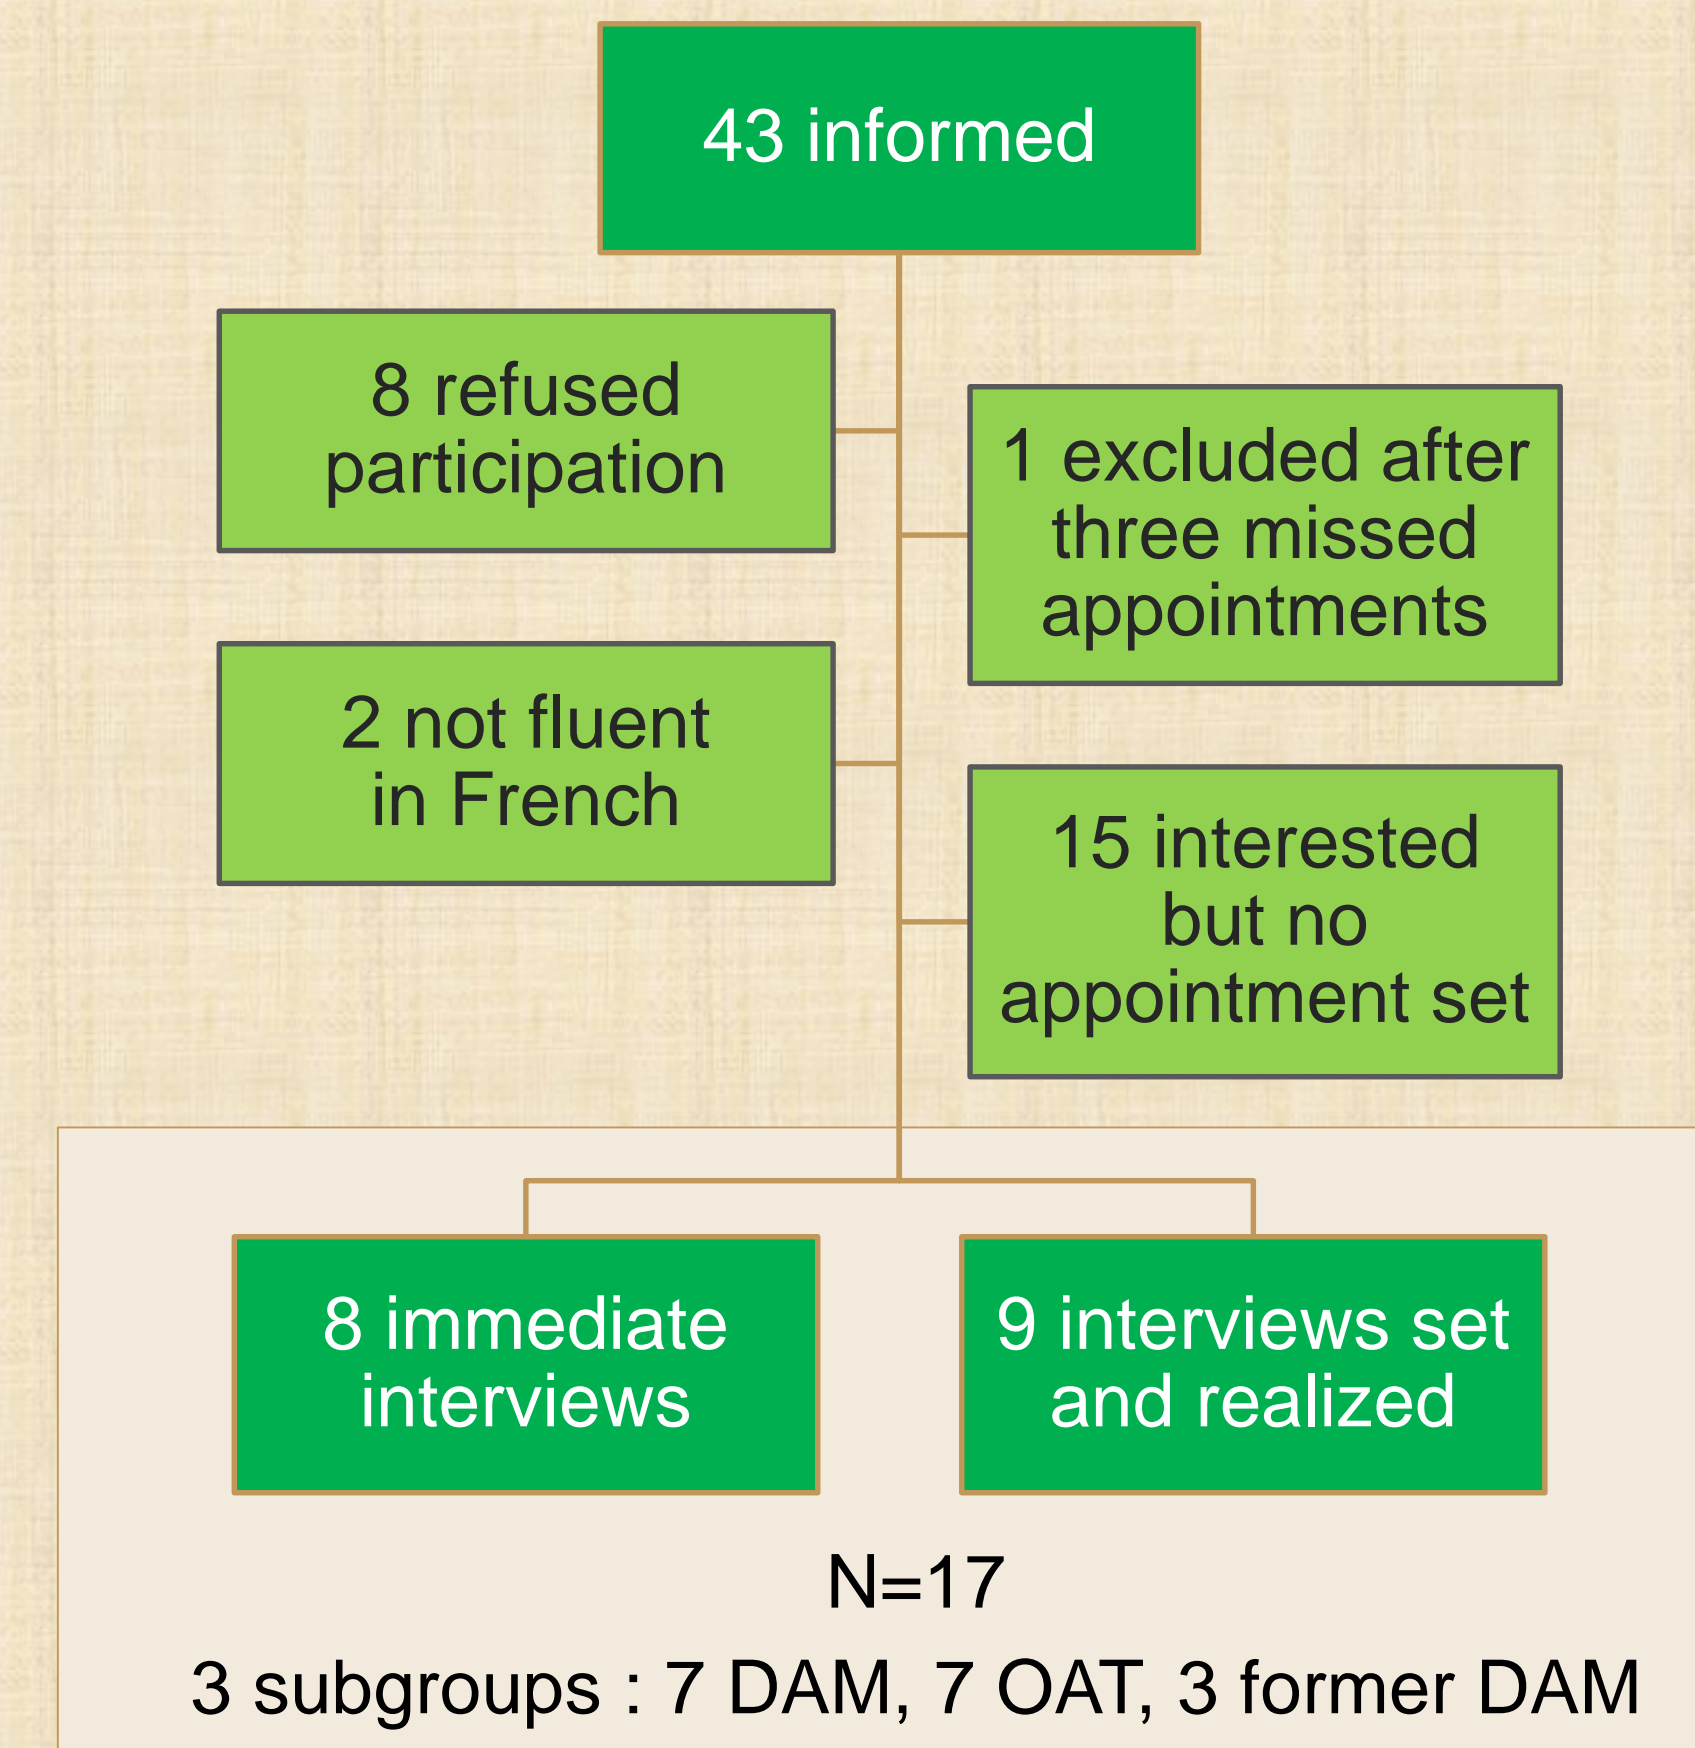 43 informed
8 refused
participation
1 excluded after
three missed
appointments
2 not fluent
in French
15 interested
but no
appointment set
8 immediate
interviews
9 interviews set
and realized
N=17
3 subgroups : 7 DAM, 7 OAT, 3 former DAM